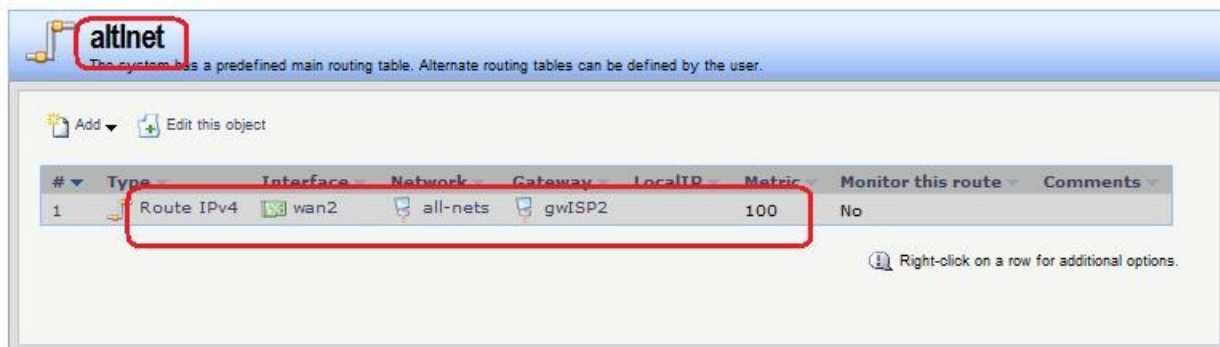 altInet
The system has a predefined main routing table. Alternate routing tables can be defined by the user.
Add Edit this object
# Type Interface Network Gateway LocalIP Metric Monitor this route Comments
1 Route IPv4 wan2 all-nets gwISP2 100 No
Right-click on a row for additional options.